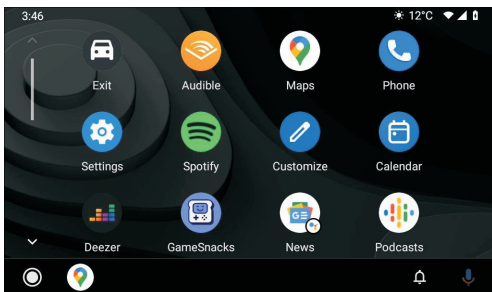 3:46 12°C
Exit Audible Maps Phone
Settings Spotify Customize Calendar
Deezer GameSnacks News Podcasts